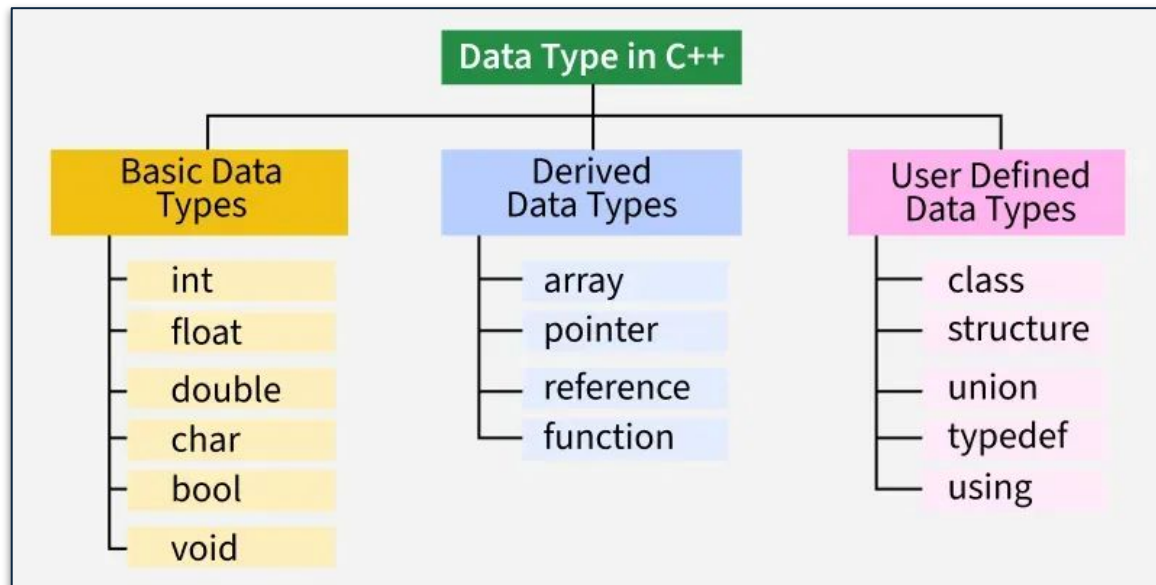 Data Type in C++
Basic Data
Types
int
float
double
char
bool
void
Derived
Data Types
array
pointer
reference
function
User Defined
Data Types
class
structure
union
typedef
using